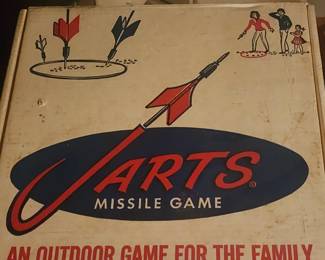 JARTS®
MISSILE GAME
AN OUTDOOR GAME FOR THE FAMILY